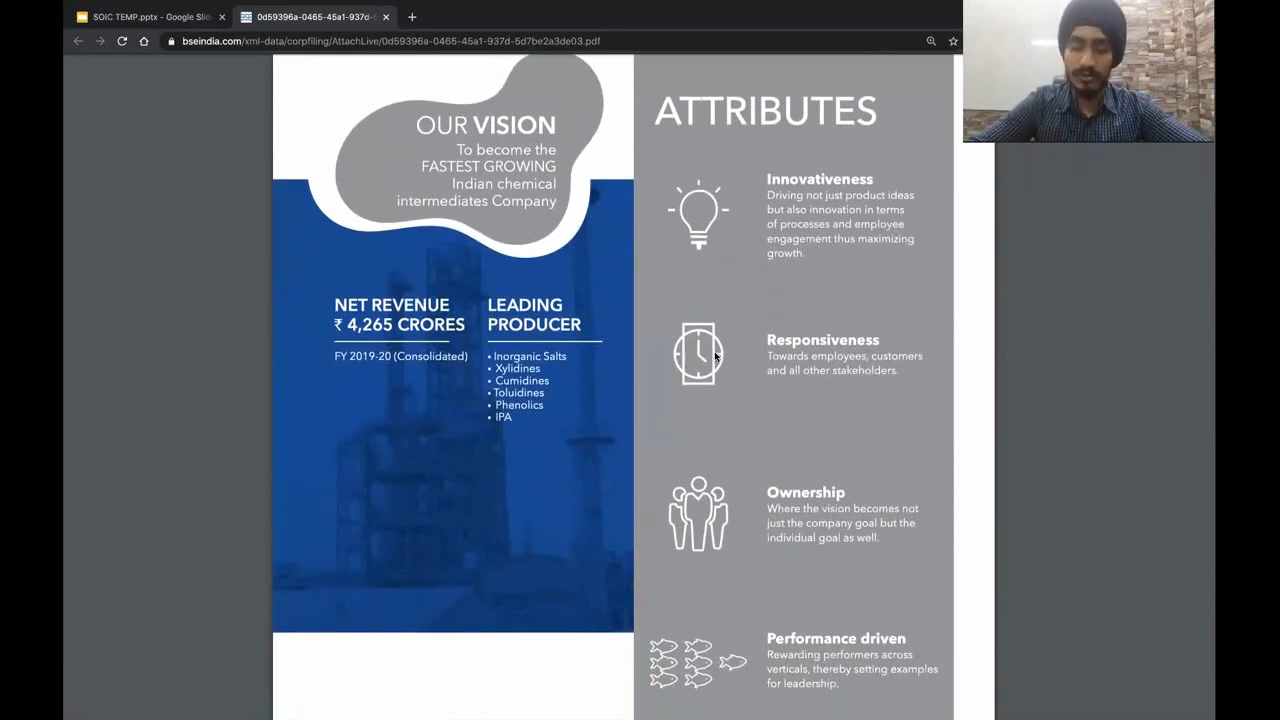 SOIC TEMP.pptx - Google Slid
0d59396a-0465-45a1-937d-
bseindia.com/xml-data/corpfiling/AttachLive/0d59396a-0465-45a1-937d-5d7be2a3de03.pdf
OUR VISION
To become the
FASTEST GROWING
Indian chemical
intermediates Company
NET REVENUE
₹ 4,265 CRORES
FY 2019-20 (Consolidated)
LEADING
PRODUCER
• Inorganic Salts
• Xylidines
• Cumidines
• Toluidines
• Phenolics
• IPA
ATTRIBUTES
Innovativeness
Driving not just product ideas
but also innovation in terms
of processes and employee
engagement thus maximizing
growth.
Responsiveness
Towards employees, customers
and all other stakeholders.
Ownership
Where the vision becomes not
just the company goal but the
individual goal as well.
Performance driven
Rewarding performers across
verticals, thereby setting examples
for leadership.